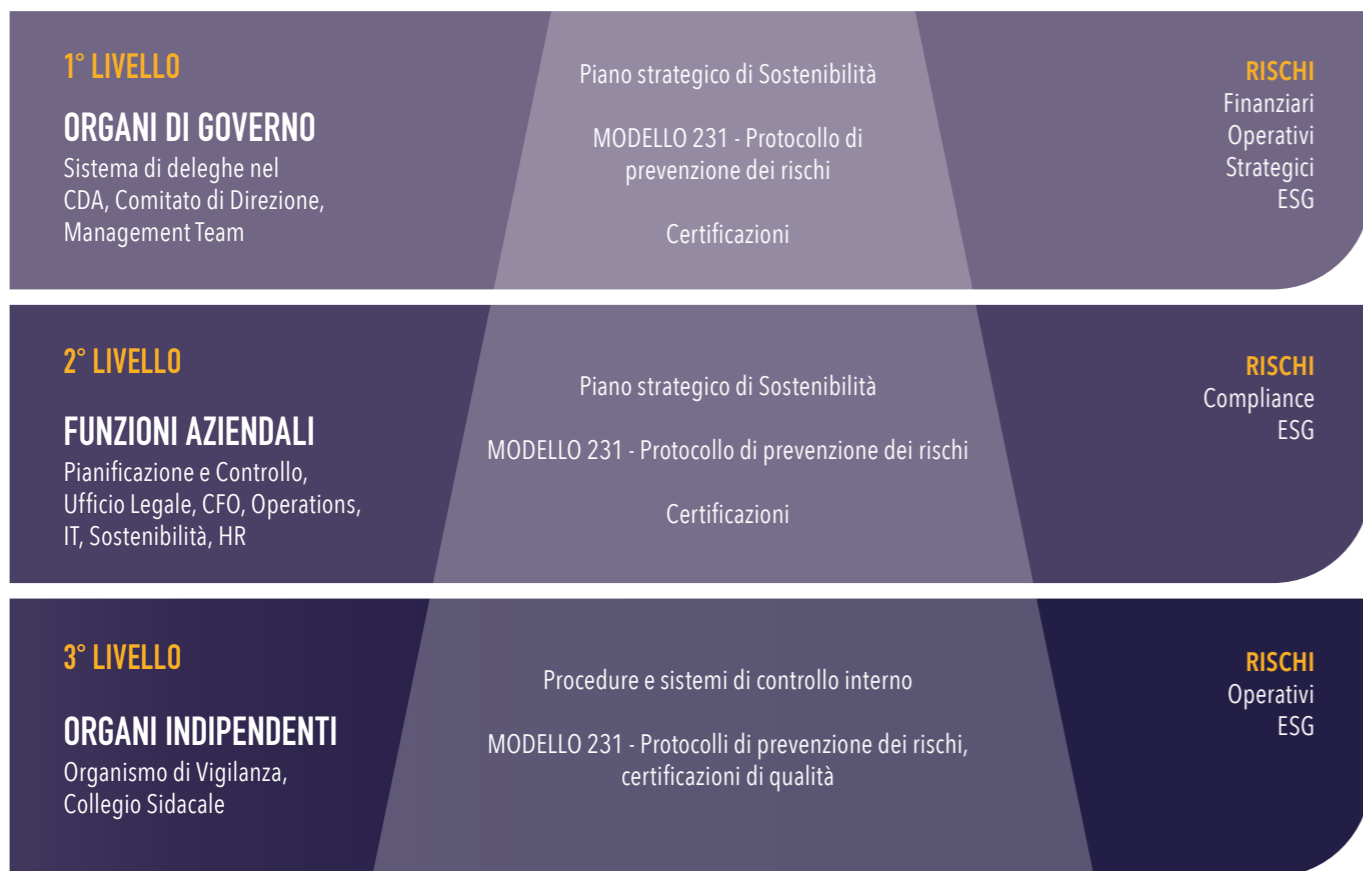 1° LIVELLO
ORGANI DI GOVERNO
Sistema di deleghe nel
CDA, Comitato di Direzione,
Management Team
Piano strategico di Sostenibilità
MODELLO 231 - Protocollo di
prevenzione dei rischi
Certificazioni
RISCHI
Finanziari
Operativi
Strategici
ESG
2° LIVELLO
FUNZIONI AZIENDALI
Pianificazione e Controllo,
Ufficio Legale, CFO, Operations,
IT, Sostenibilità, HR
Piano strategico di Sostenibilità
MODELLO 231 - Protocollo di prevenzione dei rischi
Certificazioni
RISCHI
Compliance
ESG
3° LIVELLO
ORGANI INDIPENDENTI
Organismo di Vigilanza,
Collegio Sidacale
Procedure e sistemi di controllo interno
MODELLO 231 - Protocolli di prevenzione dei rischi,
certificazioni di qualità
RISCHI
Operativi
ESG